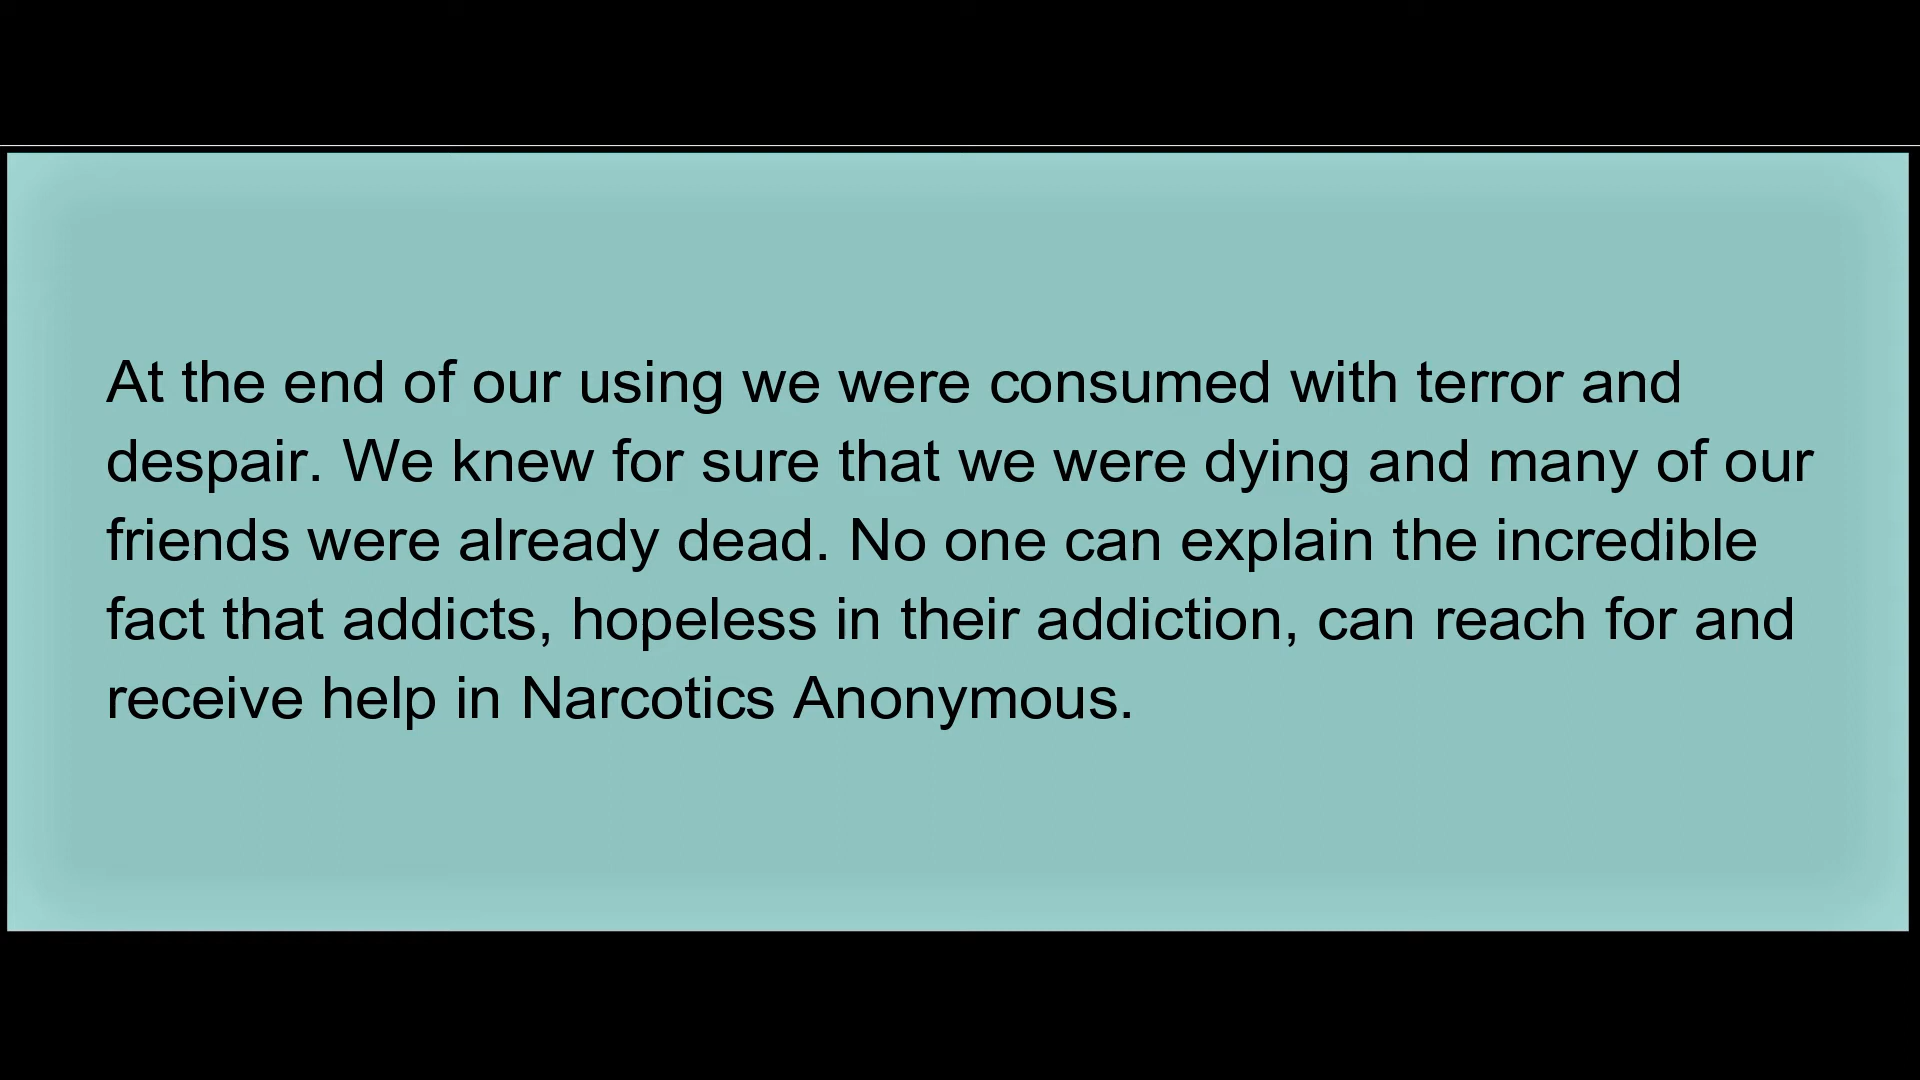 At the end of our using we were consumed with terror and
despair. We knew for sure that we were dying and many of our
friends were already dead. No one can explain the incredible
fact that addicts, hopeless in their addiction, can reach for and
receive help in Narcotics Anonymous.